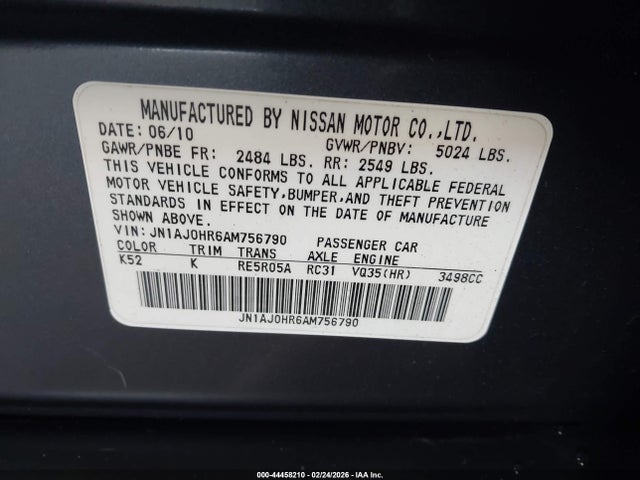 MANUFACTURED BY NISSAN MOTOR CO.,LTD.
DATE: 06/10 GVWR/PNBV: 5024 LBS.
GAWR/PNBE FR: 2484 LBS. RR: 2549 LBS.
THIS VEHICLE CONFORMS TO ALL APPLICABLE FEDERAL
MOTOR VEHICLE SAFETY,BUMPER,AND THEFT PREVENTION
STANDARDS IN EFFECT ON THE DATE OF MANUFACTURE
SHOWN ABOVE.
VIN: JN1AJ0HR6AM756790 PASSENGER CAR
COLOR TRIM TRANS AXLE ENGINE
K52 K RE5R05A RC31 VQ35(HR) 3498CC
JN1AJ0HR6AM756790
000-44458210 - 02/24/2026 - IAA Inc.